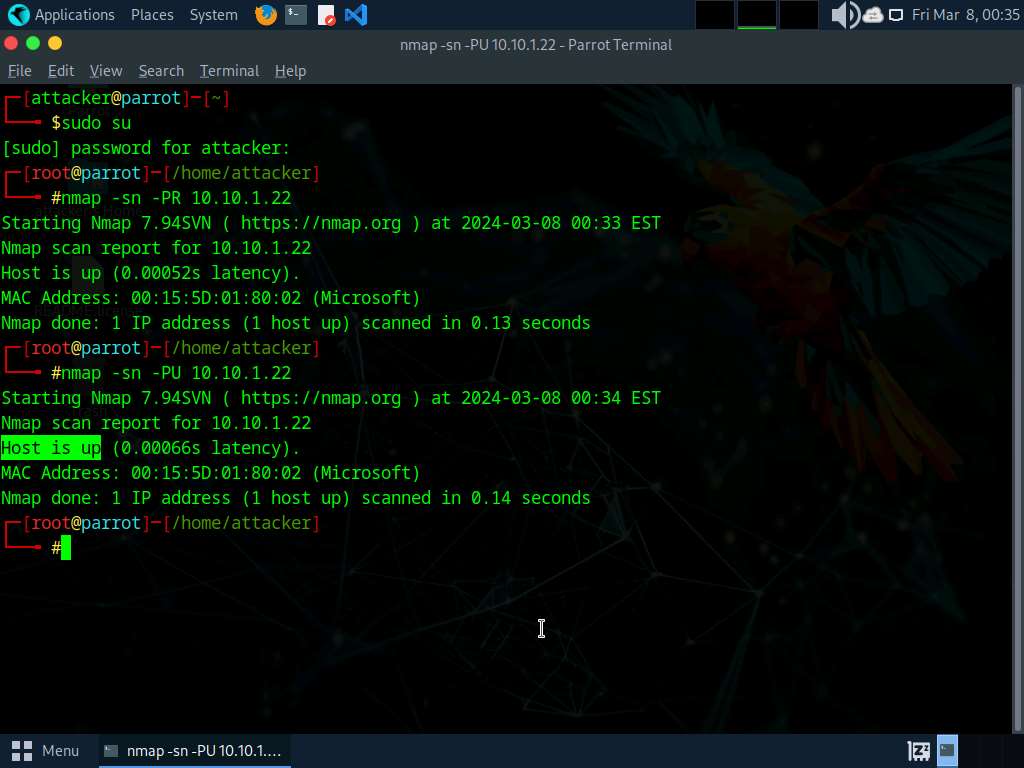 Applications Places System Fri Mar 8, 00:35
nmap -sn -PU 10.10.1.22 - Parrot Terminal
File Edit View Search Terminal Help
┌─[attacker@parrot]─[~]
└──╼ $sudo su
[sudo] password for attacker:
┌─[root@parrot]─[/home/attacker]
└──╼ #nmap -sn -PR 10.10.1.22
Starting Nmap 7.94SVN ( https://nmap.org ) at 2024-03-08 00:33 EST
Nmap scan report for 10.10.1.22
Host is up (0.00052s latency).
MAC Address: 00:15:5D:01:80:02 (Microsoft)
Nmap done: 1 IP address (1 host up) scanned in 0.13 seconds
┌─[root@parrot]─[/home/attacker]
└──╼ #nmap -sn -PU 10.10.1.22
Starting Nmap 7.94SVN ( https://nmap.org ) at 2024-03-08 00:34 EST
Nmap scan report for 10.10.1.22
Host is up (0.00066s latency).
MAC Address: 00:15:5D:01:80:02 (Microsoft)
Nmap done: 1 IP address (1 host up) scanned in 0.14 seconds
┌─[root@parrot]─[/home/attacker]
└──╼ #
Menu nmap -sn -PU 10.10.1....